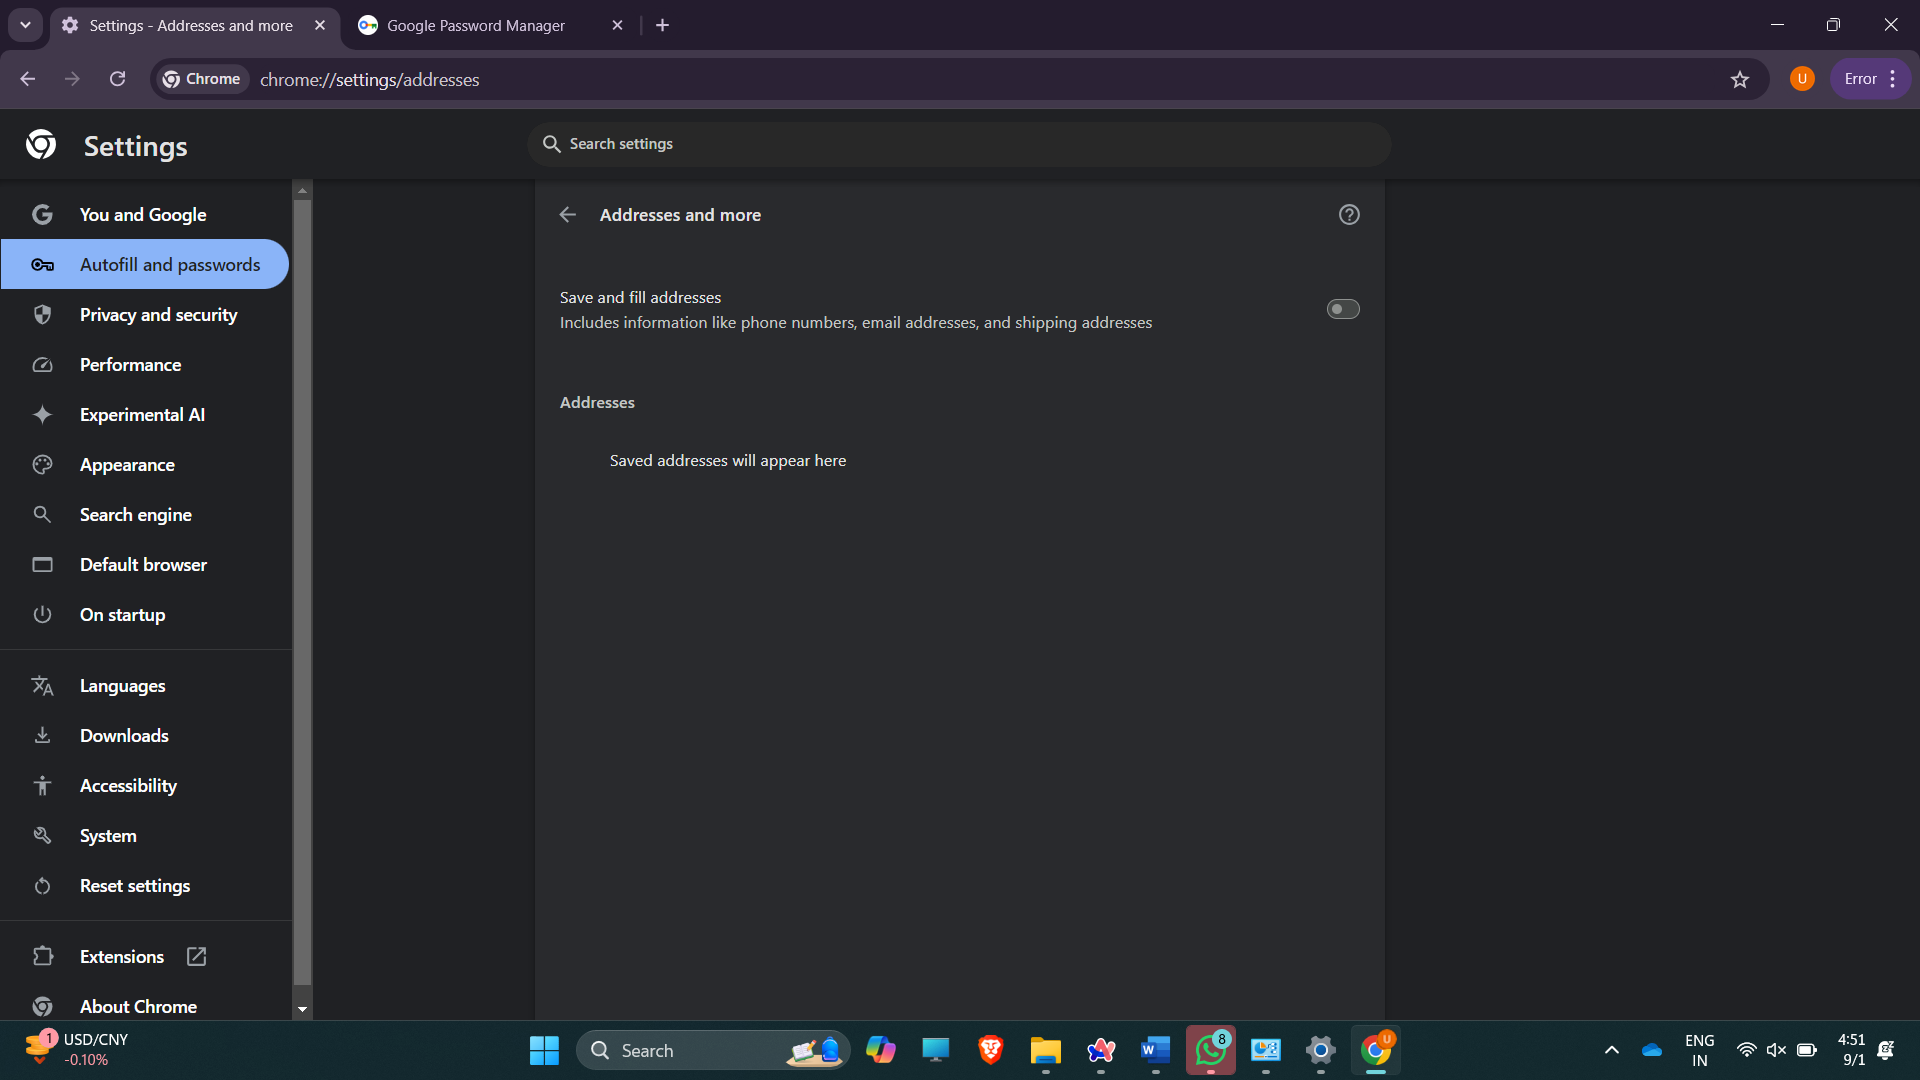 Settings - Addresses and more
Google Password Manager
Chrome
chrome://settings/addresses
U
Error
Settings
Search settings
You and Google
Autofill and passwords
Privacy and security
Performance
Experimental AI
Appearance
Search engine
Default browser
On startup
Languages
Downloads
Accessibility
System
Reset settings
Extensions
About Chrome
Addresses and more
Save and fill addresses
Includes information like phone numbers, email addresses, and shipping addresses
Addresses
Saved addresses will appear here
1
USD/CNY
-0.10%
Search
W
8
U
ENG
IN
4:51
9/1